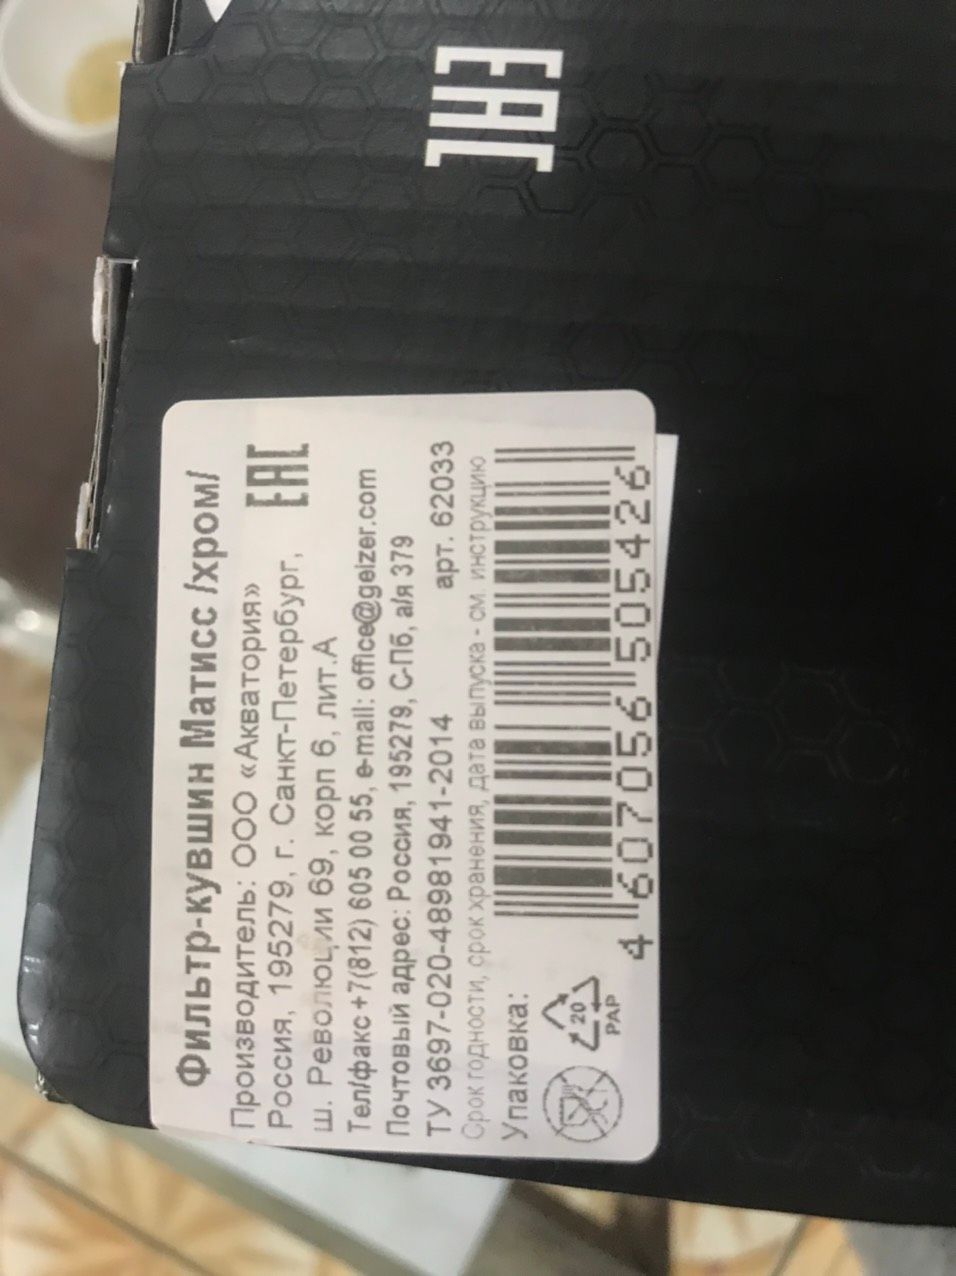 ЕАС
Фильтр-кувшин Матисс /хром/
Производитель: ООО «Акватория»
ЕАС
Россия, 195279, г. Санкт-Петербург,
ш. Революции 69, корп 6, лит.А
Тел/факс +7(812) 605 00 55, e-mail: office@geizer.com
Почтовый адрес: Россия, 195279, С-Пб, а/я 379
ТУ 3697-020-48981941-2014 арт. 62033
Срок годности, срок хранения, дата выпуска - см. инструкцию
Упаковка:
20
PAP
4 607056 505426